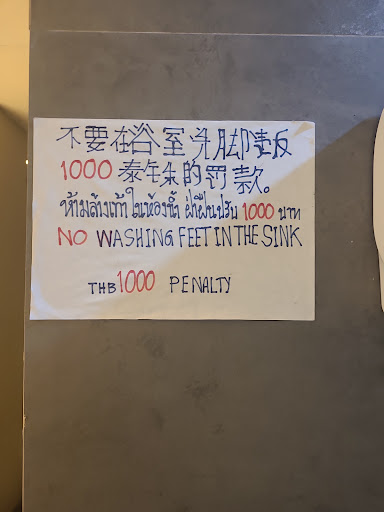 不要在浴室洗脚违反
1000 泰铢的罚款。
ห้ามล้างเท้าในห้องน้ำ ฝ่าฝืนปรับ 1000 บาท
NO WASHING FEET IN THE SINK
THB 1000 PENALTY